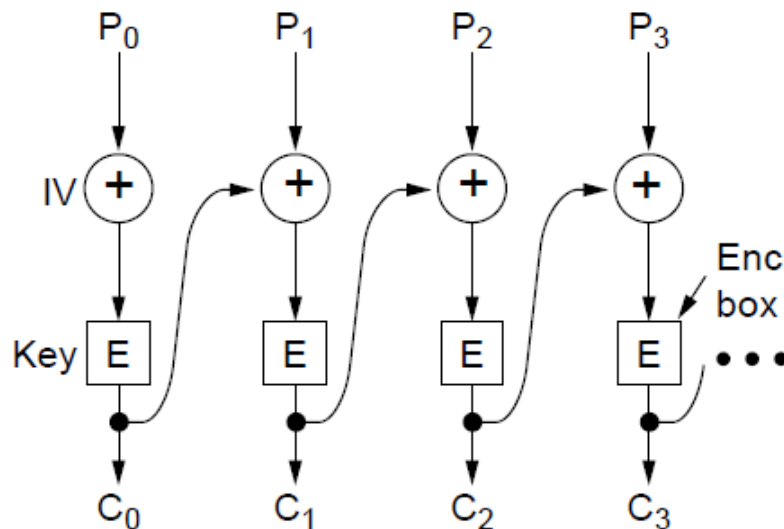 P₀ P₁ P₂ P₃
IV + + + +
Enc
box
Key E E E E
C₀ C₁ C₂ C₃